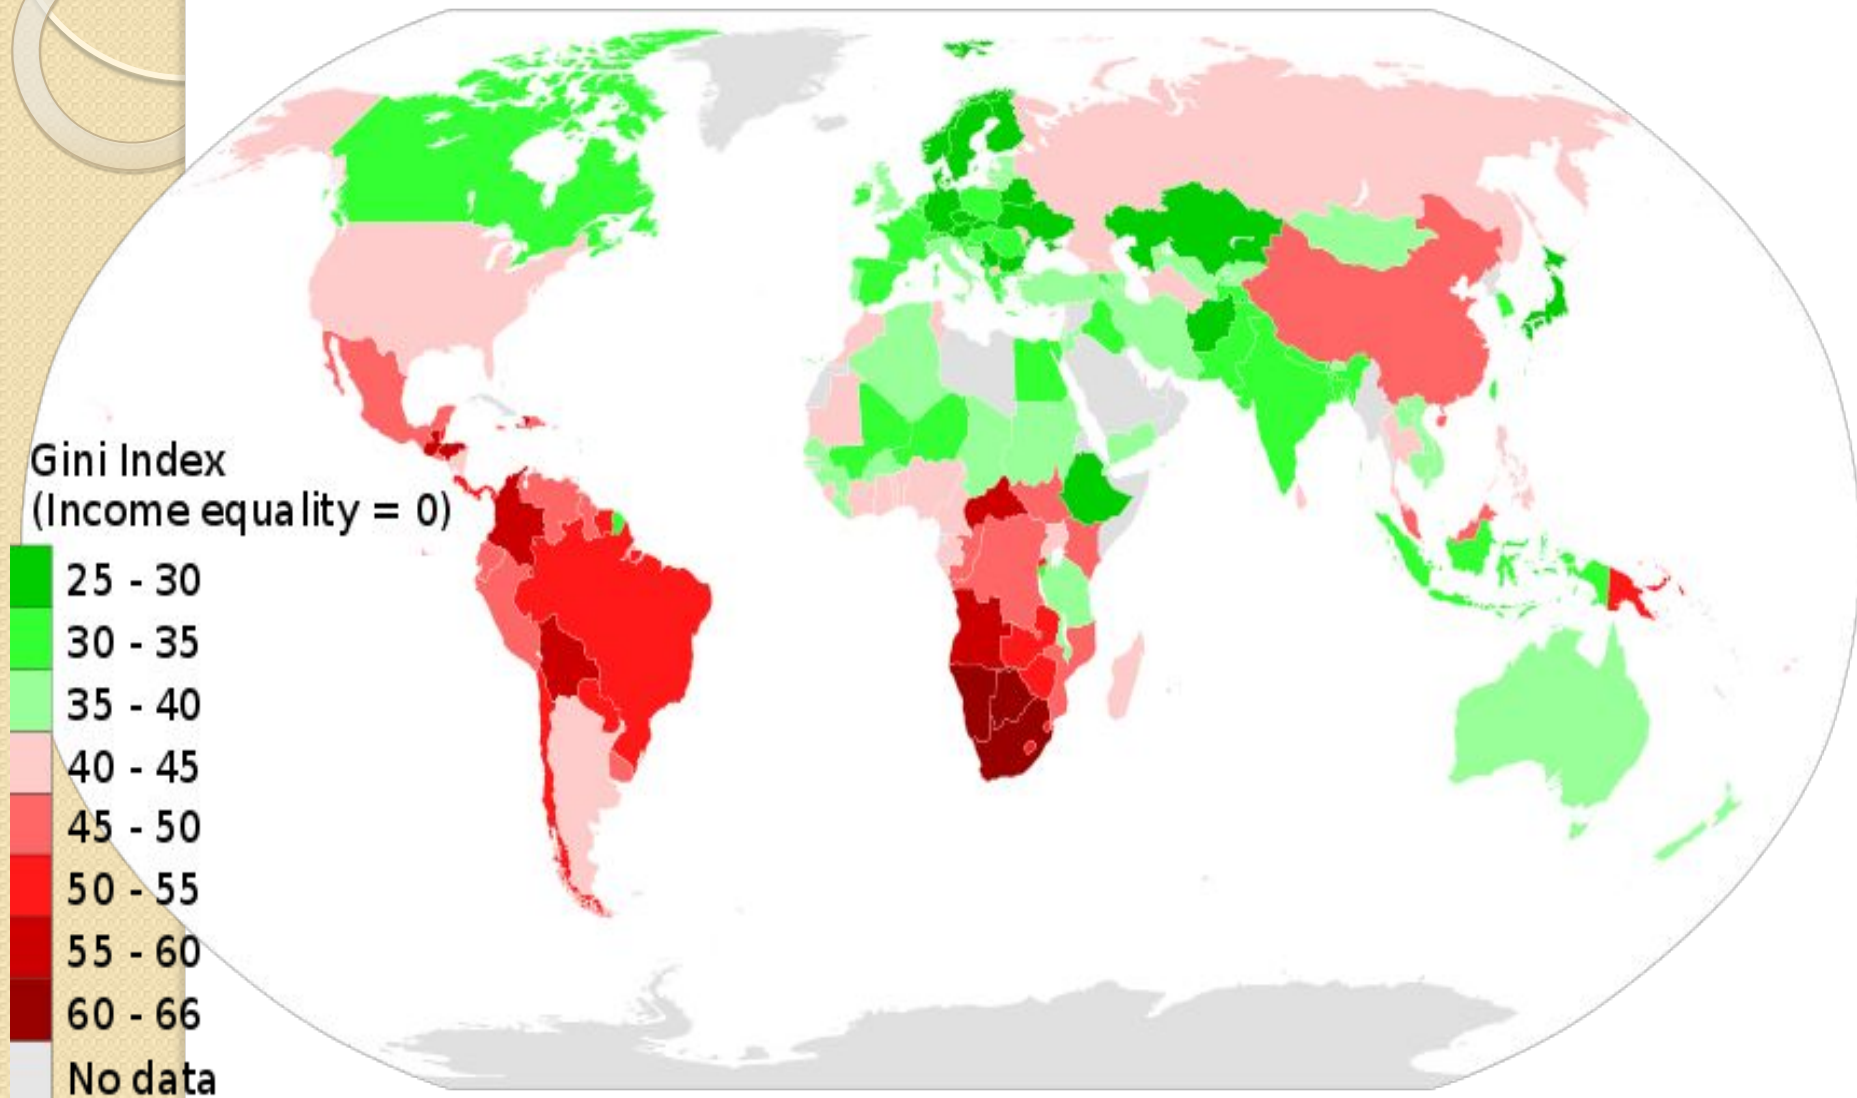 Gini Index
(Income equality = 0)
25 - 30
30 - 35
35 - 40
40 - 45
45 - 50
50 - 55
55 - 60
60 - 66
No data